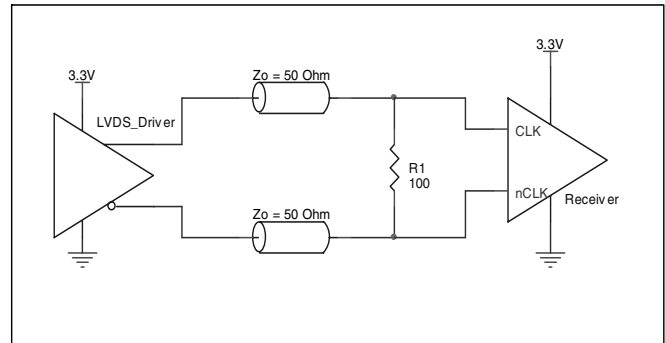 3.3V
3.3V
Zo = 50 Ohm
LVDS_Driver
CLK
R1
100
nCLK
Receiver
Zo = 50 Ohm